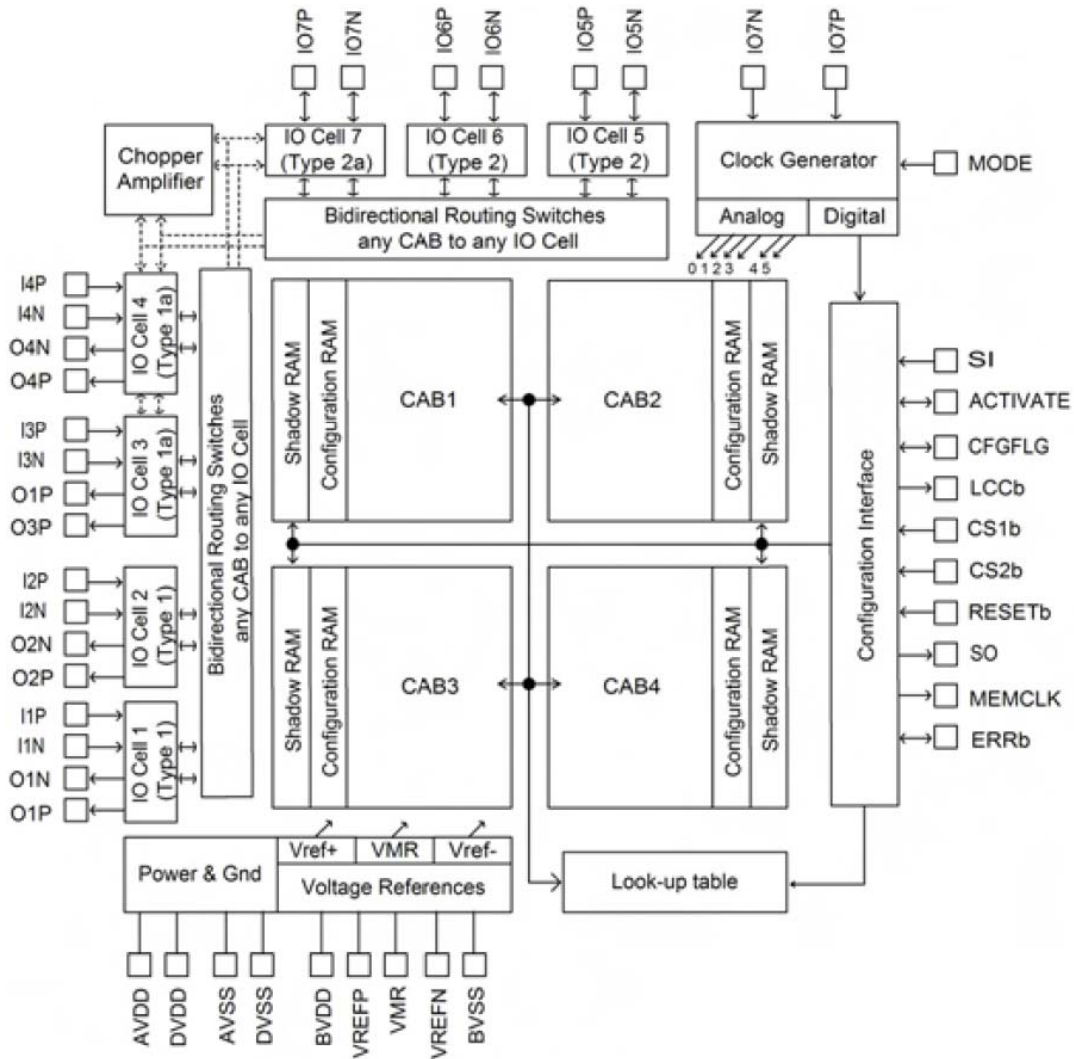 IO7P
IO7N
IO6P
IO6N
IO5P
IO5N
IO7N
IO7P
Chopper
Amplifier
IO Cell 7
(Type 2a)
IO Cell 6
(Type 2)
IO Cell 5
(Type 2)
Clock Generator
Analog
Digital
MODE
Bidirectional Routing Switches
any CAB to any IO Cell
0 1 2 3 4 5
I4P
I4N
O4N
O4P
IO Cell 4
(Type 1a)
I3P
I3N
O1P
O3P
IO Cell 3
(Type 1a)
I2P
I2N
O2N
O2P
IO Cell 2
(Type 1)
I1P
I1N
O1N
O1P
IO Cell 1
(Type 1)
Bidirectional Routing Switches
any CAB to any IO Cell
Shadow RAM
Configuration RAM
CAB1
CAB2
Configuration RAM
Shadow RAM
Shadow RAM
Configuration RAM
CAB3
CAB4
Configuration RAM
Shadow RAM
Configuration Interface
SI
ACTIVATE
CFGFLG
LCCb
CS1b
CS2b
RESETb
SO
MEMCLK
ERRb
Power & Gnd
Vref+
VMR
Vref-
Voltage References
Look-up table
AVDD
DVDD
AVSS
DVSS
BVDD
VREFP
VMR
VREFN
BVSS